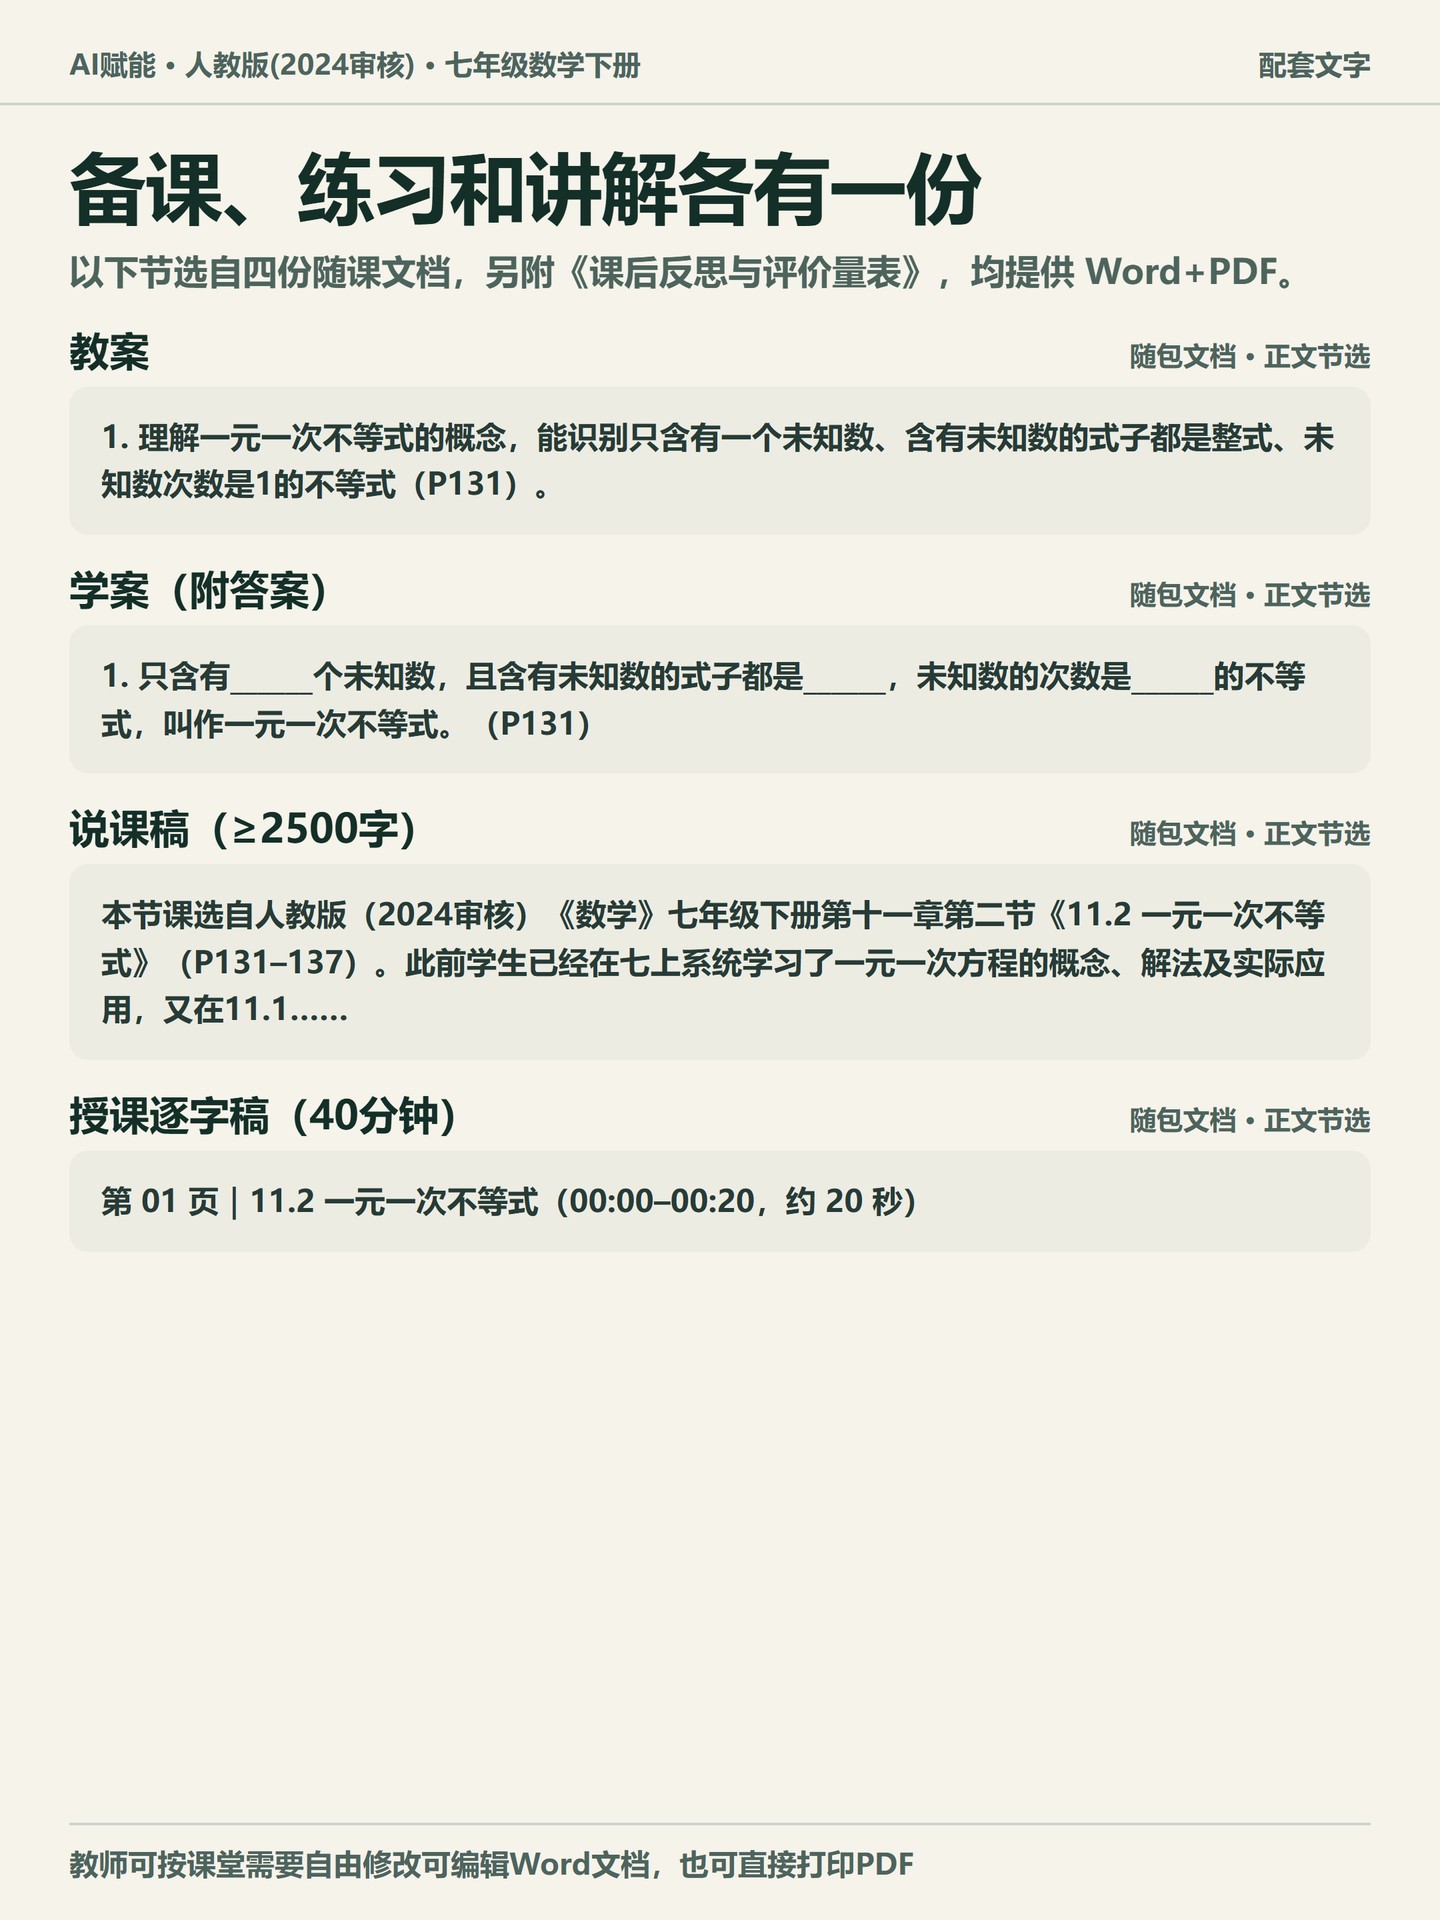 AI赋能 • 人教版(2024审核) • 七年级数学下册
配套文字
备课、练习和讲解各有一份
以下节选自四份随课文档，另附《课后反思与评价量表》，均提供 Word+PDF。
教案
随包文档 • 正文节选
1. 理解一元一次不等式的概念，能识别只含有一个未知数、含有未知数的式子都是整式、未
知数次数是1的不等式（P131）。
学案（附答案）
随包文档 • 正文节选
1. 只含有______个未知数，且含有未知数的式子都是______，未知数的次数是______的不等
式，叫作一元一次不等式。（P131）
说课稿（≥2500字）
随包文档 • 正文节选
本节课选自人教版（2024审核）《数学》七年级下册第十一章第二节《11.2 一元一次不等
式》（P131–137）。此前学生已经在七上系统学习了一元一次方程的概念、解法及实际应
用，又在11.1……
授课逐字稿（40分钟）
随包文档 • 正文节选
第 01 页｜11.2 一元一次不等式（00:00–00:20，约 20 秒）
教师可按课堂需要自由修改可编辑Word文档，也可直接打印PDF